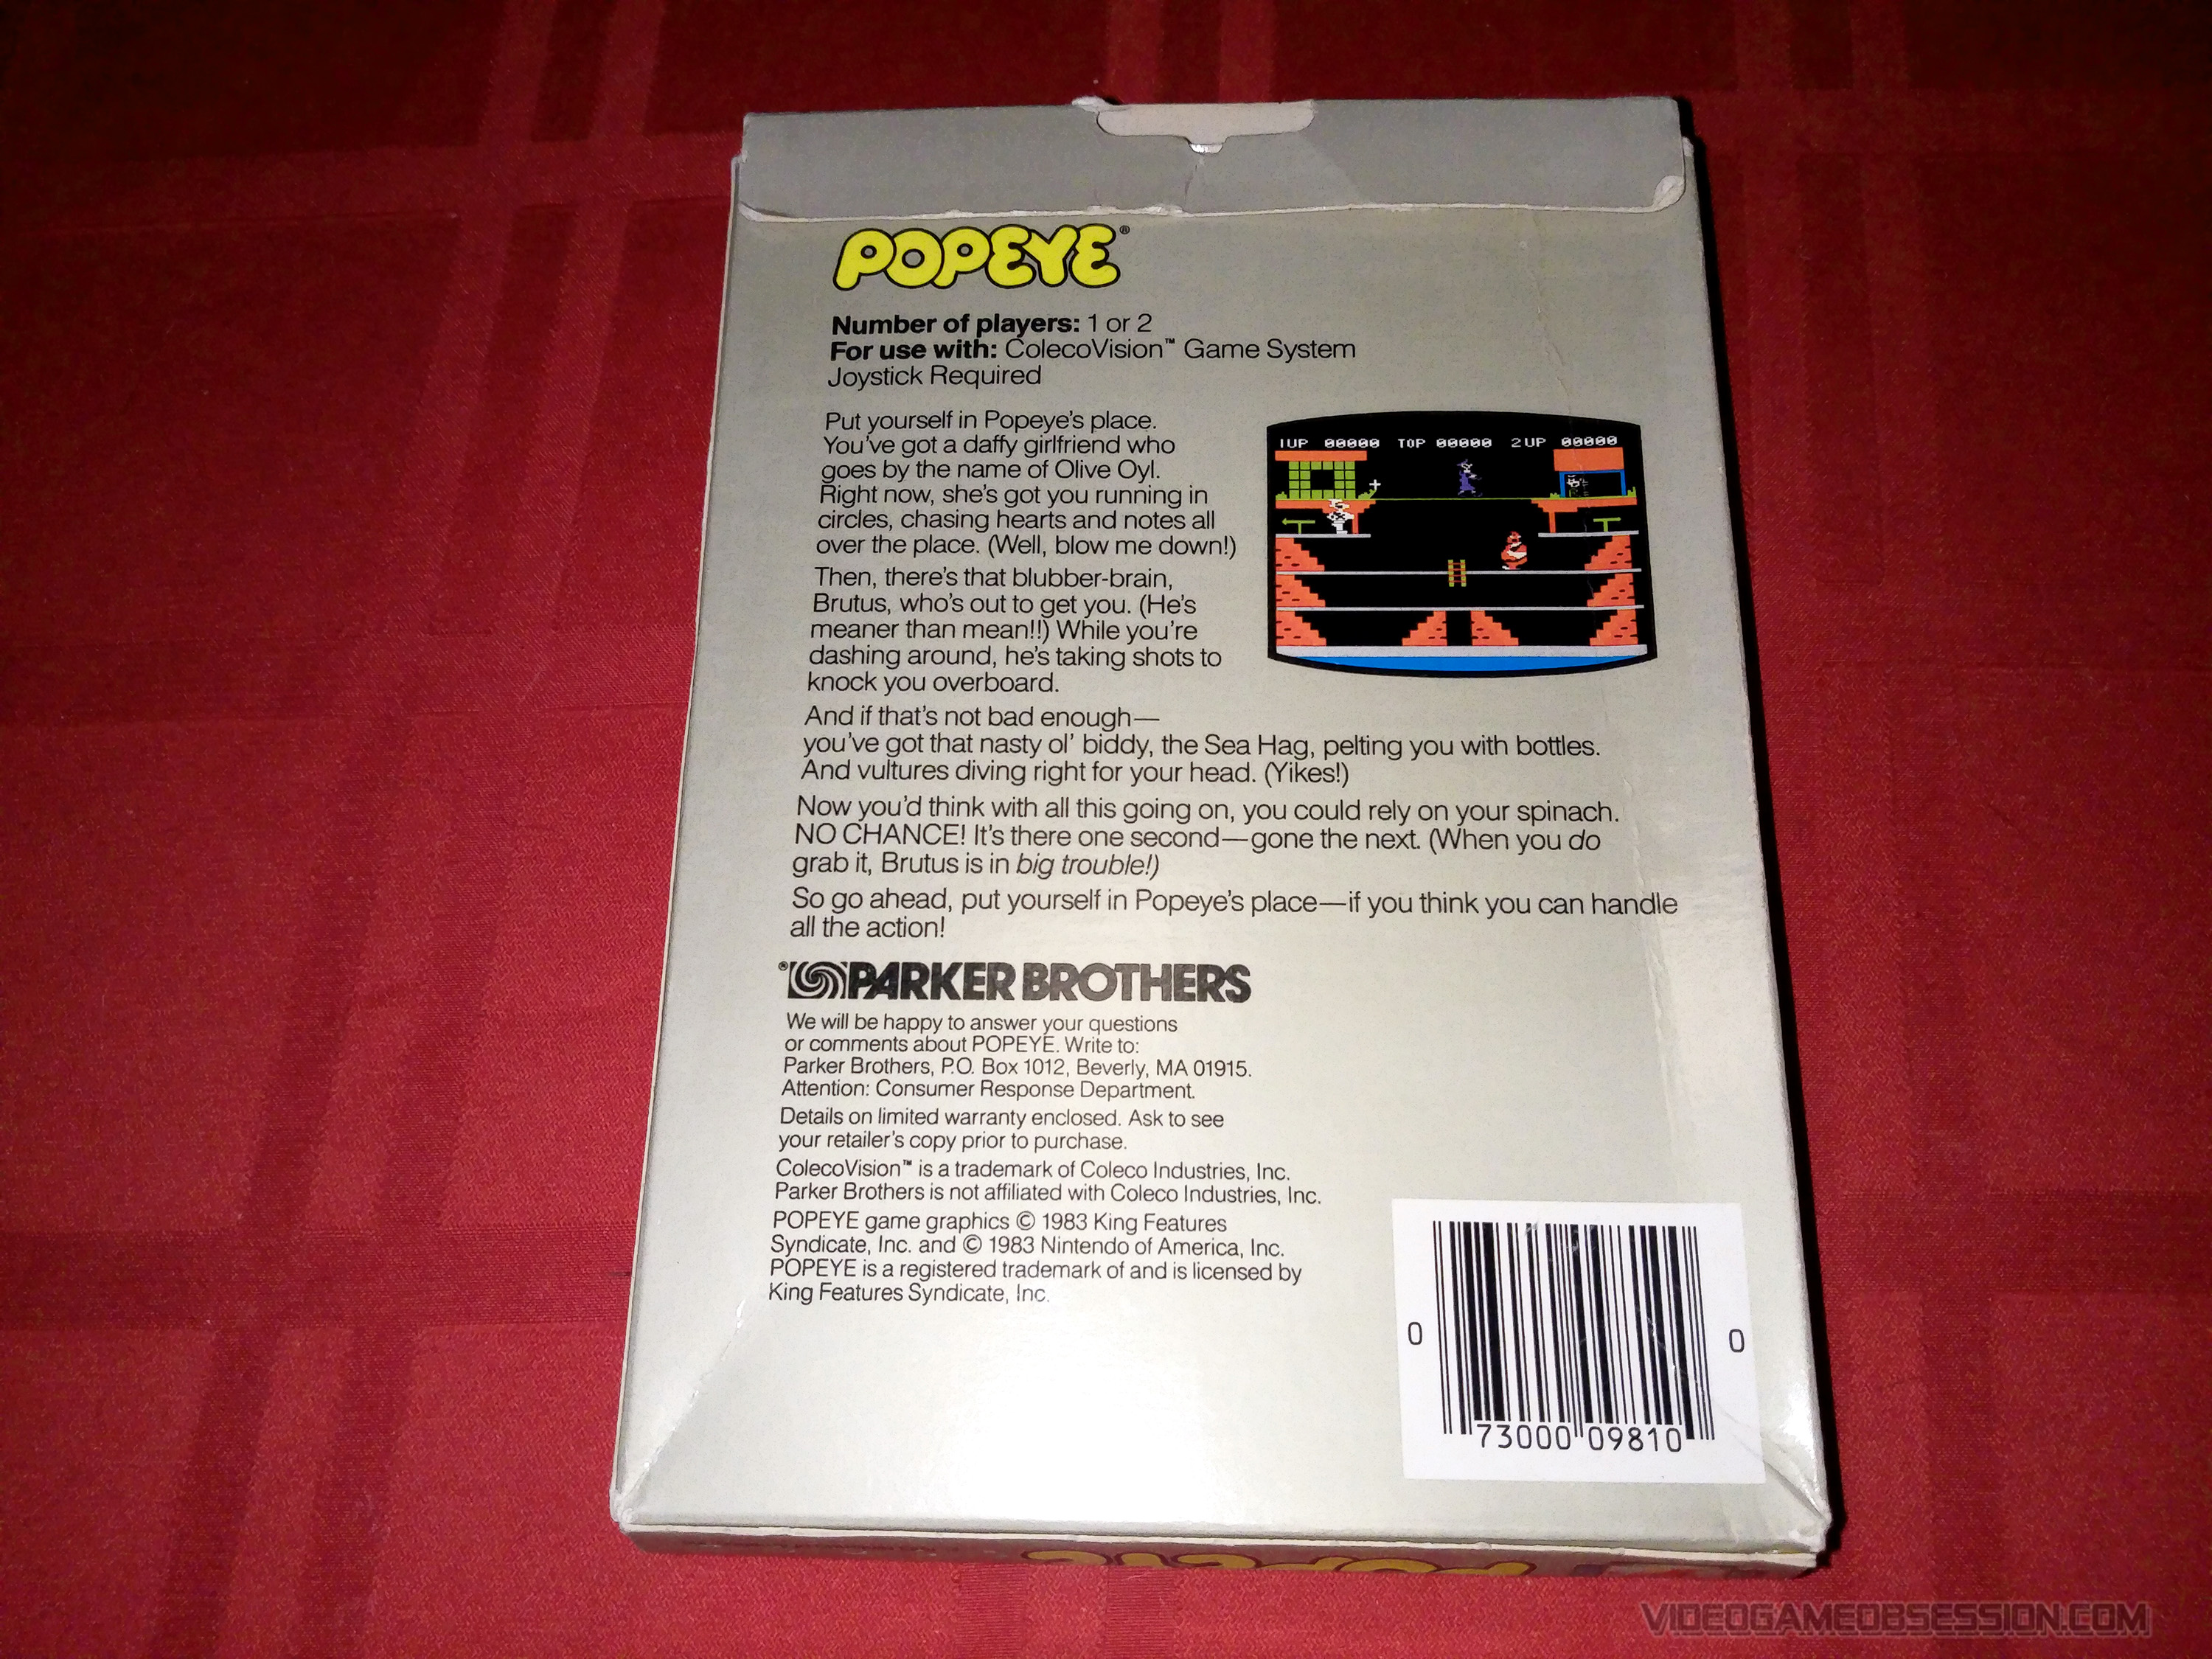 POPEYE®
Number of players: 1 or 2
For use with: ColecoVision™ Game System
Joystick Required
Put yourself in Popeye's place.
You've got a daffy girlfriend who
goes by the name of Olive Oyl.
Right now, she's got you running in
circles, chasing hearts and notes all
over the place. (Well, blow me down!)
Then, there's that blubber-brain,
Brutus, who's out to get you. (He's
meaner than mean!!) While you're
dashing around, he's taking shots to
knock you overboard.
1UP 00000 TOP 00000 2UP 00000
And if that's not bad enough—
you've got that nasty ol' biddy, the Sea Hag, pelting you with bottles.
And vultures diving right for your head. (Yikes!)
Now you'd think with all this going on, you could rely on your spinach.
NO CHANCE! It's there one second—gone the next. (When you do
grab it, Brutus is in big trouble!)
So go ahead, put yourself in Popeye's place—if you think you can handle
all the action!
® PARKER BROTHERS
We will be happy to answer your questions
or comments about POPEYE. Write to:
Parker Brothers, P.O. Box 1012, Beverly, MA 01915.
Attention: Consumer Response Department.
Details on limited warranty enclosed. Ask to see
your retailer's copy prior to purchase.
ColecoVision™ is a trademark of Coleco Industries, Inc.
Parker Brothers is not affiliated with Coleco Industries, Inc.
POPEYE game graphics © 1983 King Features
Syndicate, Inc. and © 1983 Nintendo of America, Inc.
POPEYE is a registered trademark of and is licensed by
King Features Syndicate, Inc.
0 73000 09810 0
POPEYE
VIDEOGAMEOBSESSION.COM